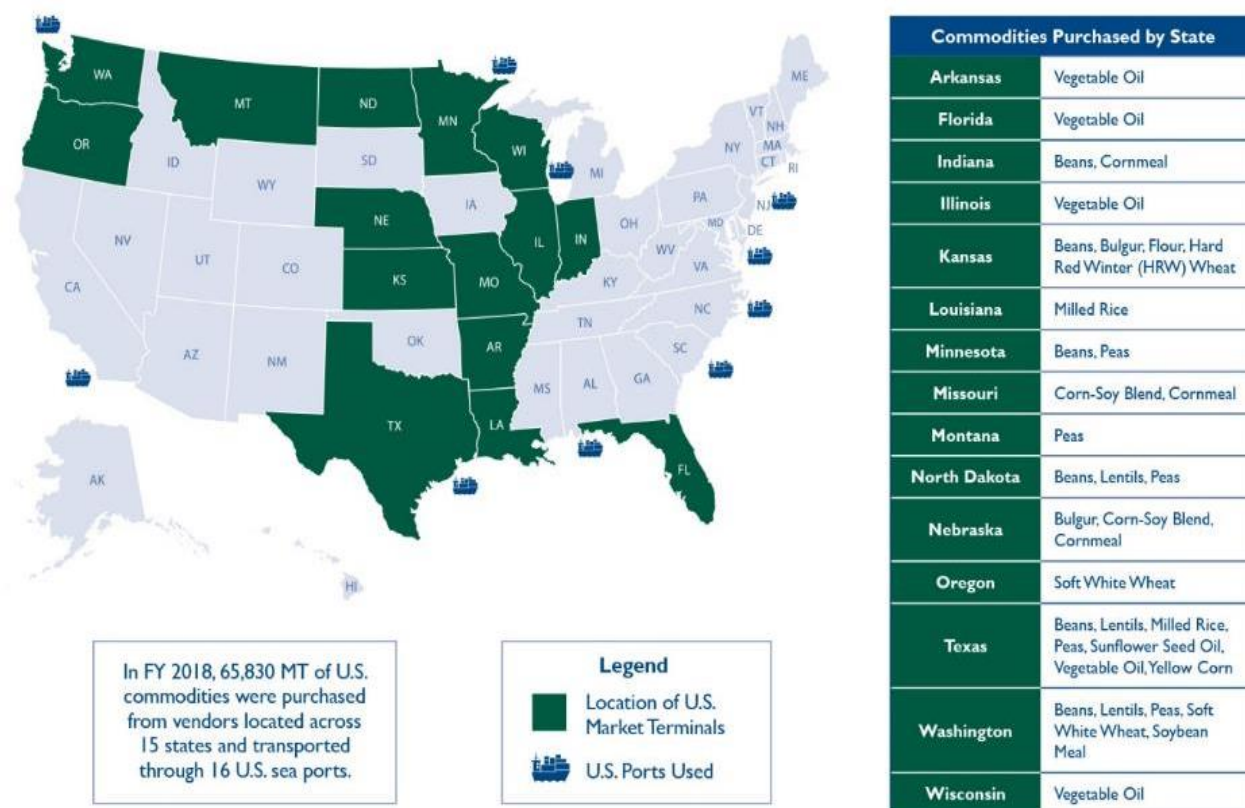 WA
MT
ND
MN
OR
ID
WY
SD
WI
MI
IA
NE
IL
IN
OH
PA
NY
VT
NH
ME
MA
CT
RI
NJ
DE
MD
WV
VA
NV
UT
CO
KS
MO
KY
CA
AZ
NM
OK
AR
TN
NC
SC
MS
AL
GA
TX
LA
FL
AK
HI
In FY 2018, 65,830 MT of U.S.
commodities were purchased
from vendors located across
15 states and transported
through 16 U.S. sea ports.
Legend
Location of U.S.
Market Terminals
U.S. Ports Used
Commodities Purchased by State
Arkansas Vegetable Oil
Florida Vegetable Oil
Indiana Beans, Cornmeal
Illinois Vegetable Oil
Kansas Beans, Bulgur, Flour, Hard
Red Winter (HRW) Wheat
Louisiana Milled Rice
Minnesota Beans, Peas
Missouri Corn-Soy Blend, Cornmeal
Montana Peas
North Dakota Beans, Lentils, Peas
Nebraska Bulgur, Corn-Soy Blend,
Cornmeal
Oregon Soft White Wheat
Texas Beans, Lentils, Milled Rice,
Peas, Sunflower Seed Oil,
Vegetable Oil, Yellow Corn
Washington Beans, Lentils, Peas, Soft
White Wheat, Soybean
Meal
Wisconsin Vegetable Oil